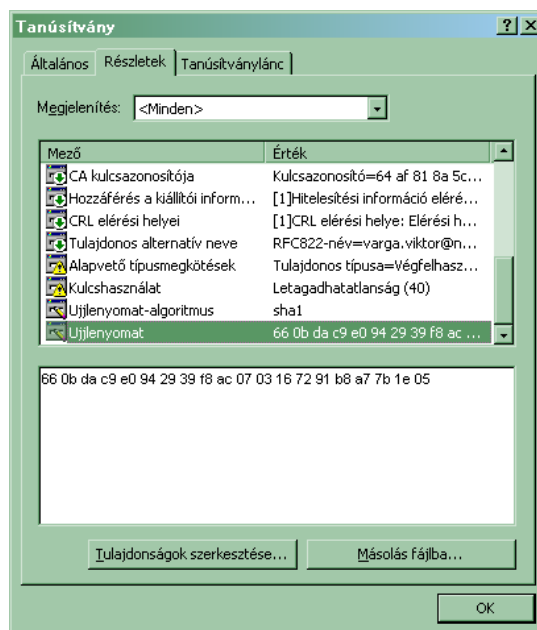 Tanúsítvány
Általános Részletek Tanúsítványlánc
Megjelenítés: <Minden>
Mező Érték
CA kulcsazonosítója Kulcsazonosító=64 af 81 8a 5c...
Hozzáférés a kiállítói inform... [1]Hitelesítési információ eléré...
CRL elérési helyei [1]CRL elérési helye: Elérési h...
Tulajdonos alternatív neve RFC822-név=varga.viktor@n...
Alapvető típusmegkötések Tulajdonos típusa=Végfelhasz...
Kulcshasználat Letagadhatatlanság (40)
Ujjlenyomat-algoritmus sha1
Ujjlenyomat 66 0b da c9 e0 94 29 39 f8 ac ...
66 0b da c9 e0 94 29 39 f8 ac 07 03 16 72 91 b8 a7 7b 1e 05
Tulajdonságok szerkesztése... Másolás fájlba...
OK